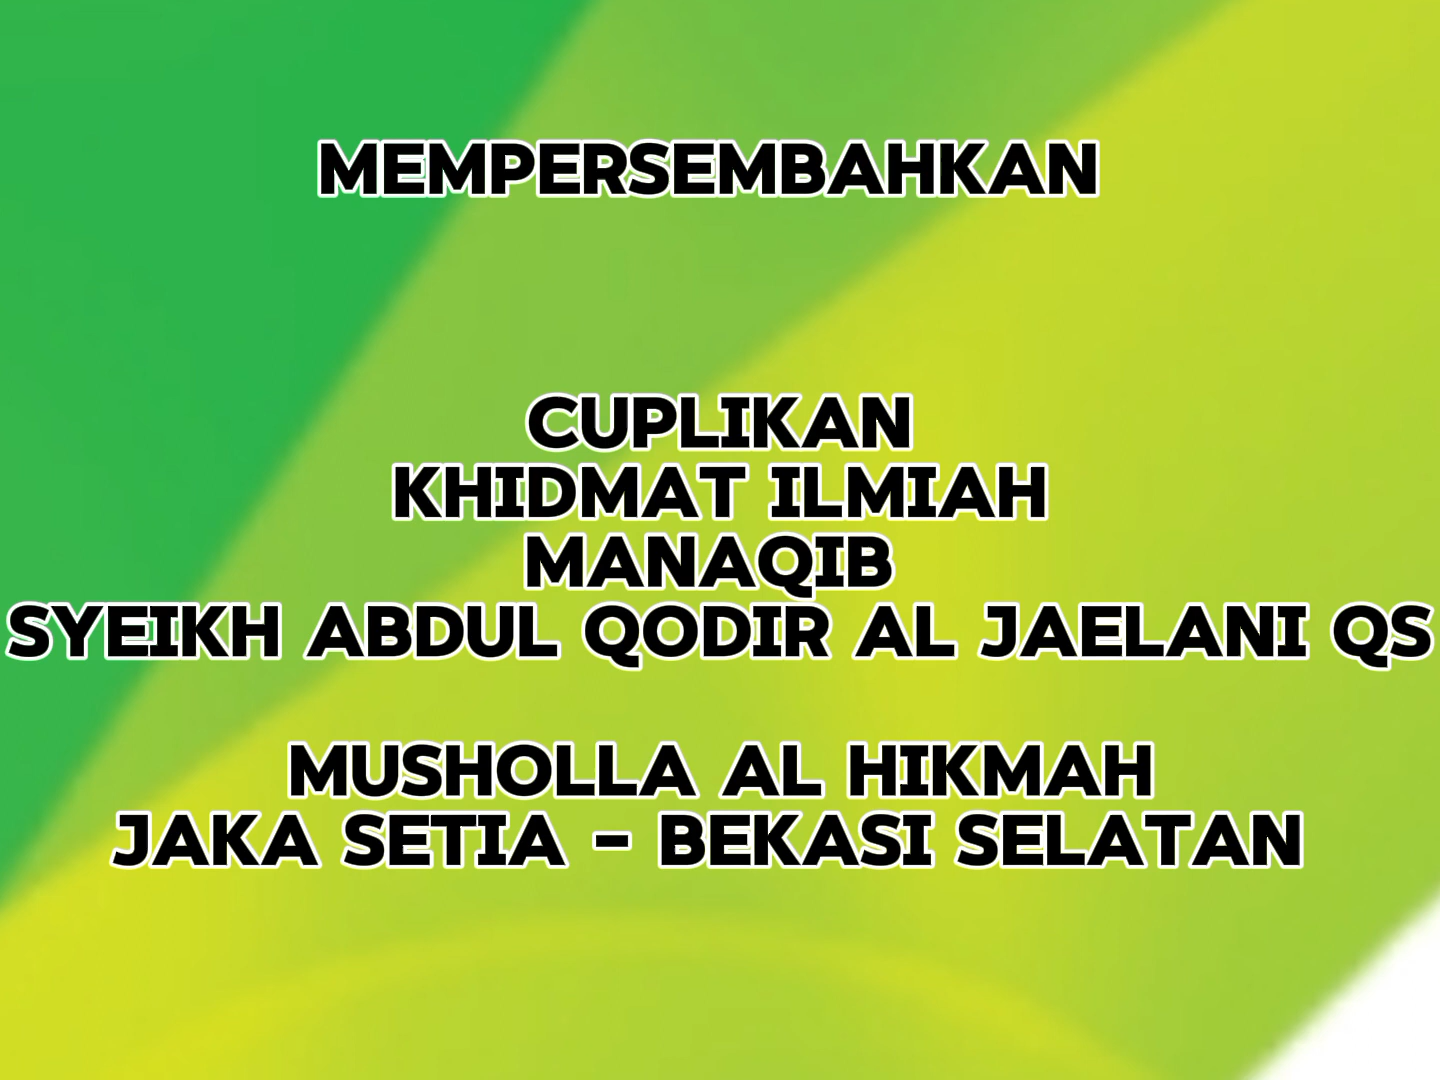 MEMPERSEMBAHKAN
CUPLIKAN
KHIDMAT ILMIAH
MANAQIB
SYEIKH ABDUL QODIR AL JAELANI QS
MUSHOLLA AL HIKMAH
JAKA SETIA - BEKASI SELATAN